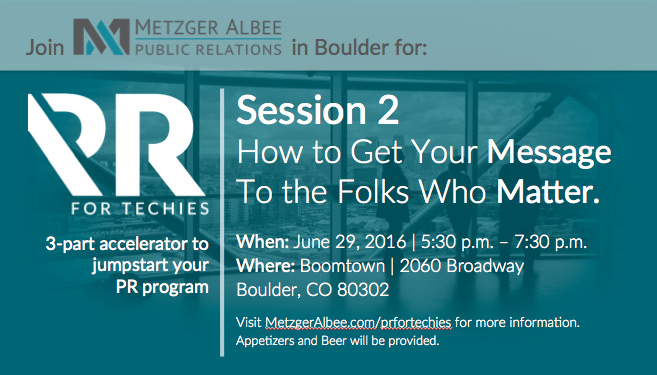 Join METZGER ALBEE PUBLIC RELATIONS in Boulder for:
PR
FOR TECHIES
3-part accelerator to
jumpstart your
PR program
Session 2
How to Get Your Message
To the Folks Who Matter.
When: June 29, 2016 | 5:30 p.m. – 7:30 p.m.
Where: Boomtown | 2060 Broadway
Boulder, CO 80302
Visit MetzgerAlbee.com/prfortechies for more information.
Appetizers and Beer will be provided.